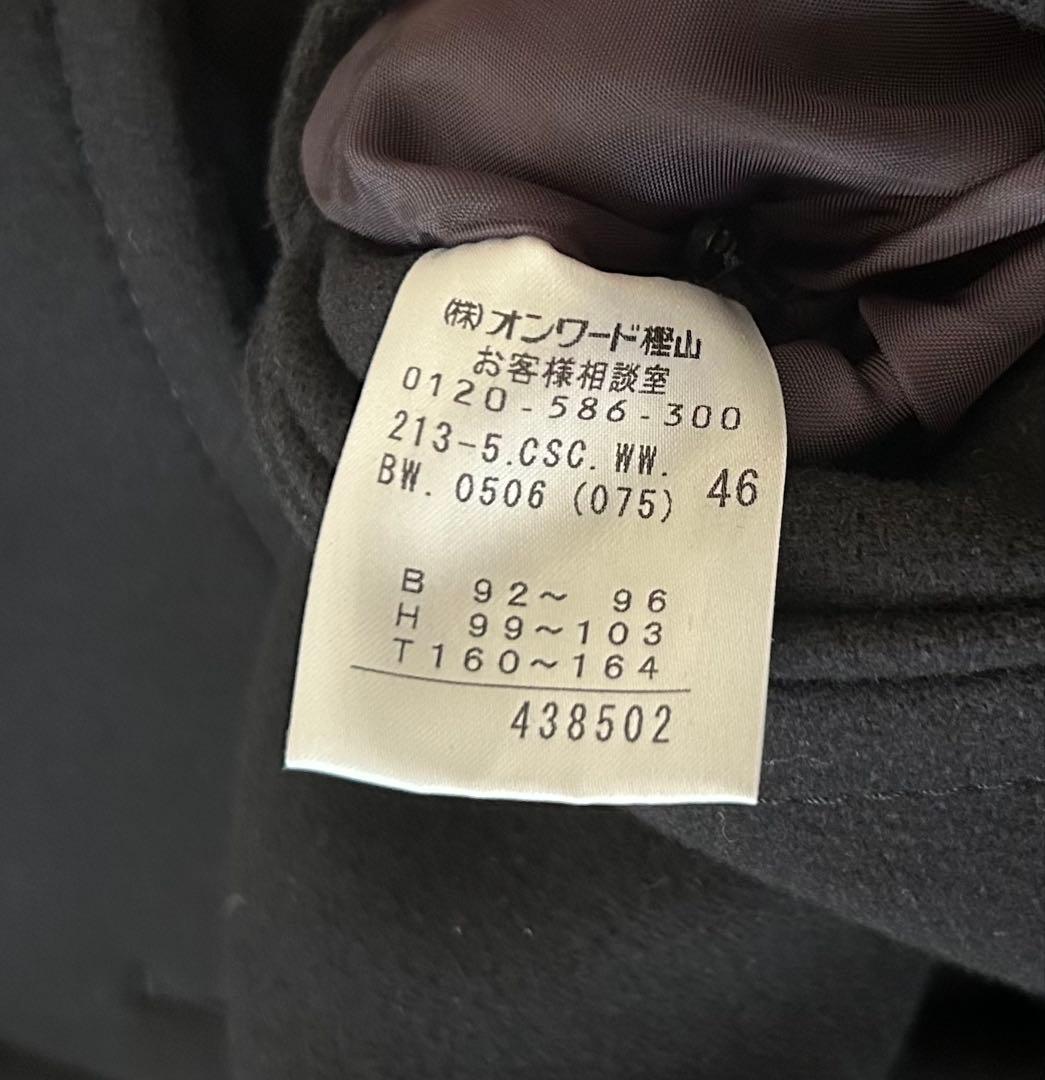 (株)オンワード樫山
お客様相談室
0120-586-300
213-5.CSC.WW.
BW. 0506 (075) 46
B 92～ 96
H 99～103
T160～164
438502